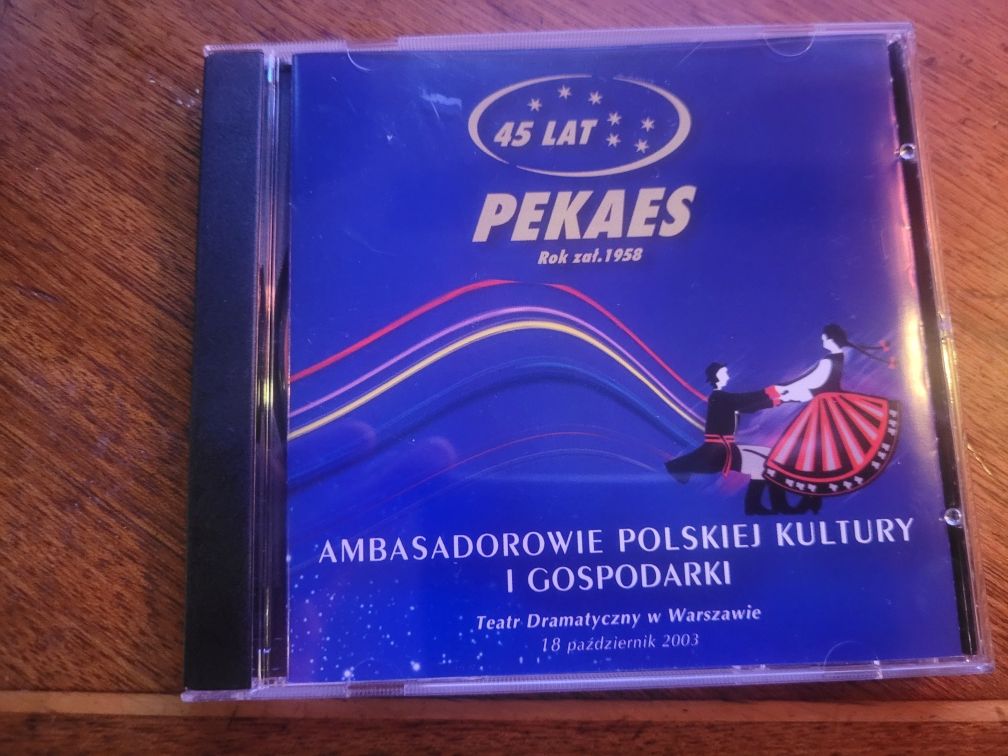 45 LAT
PEKAES
Rok zał.1958
AMBASADOROWIE POLSKIEJ KULTURY
I GOSPODARKI
Teatr Dramatyczny w Warszawie
18 październik 2003